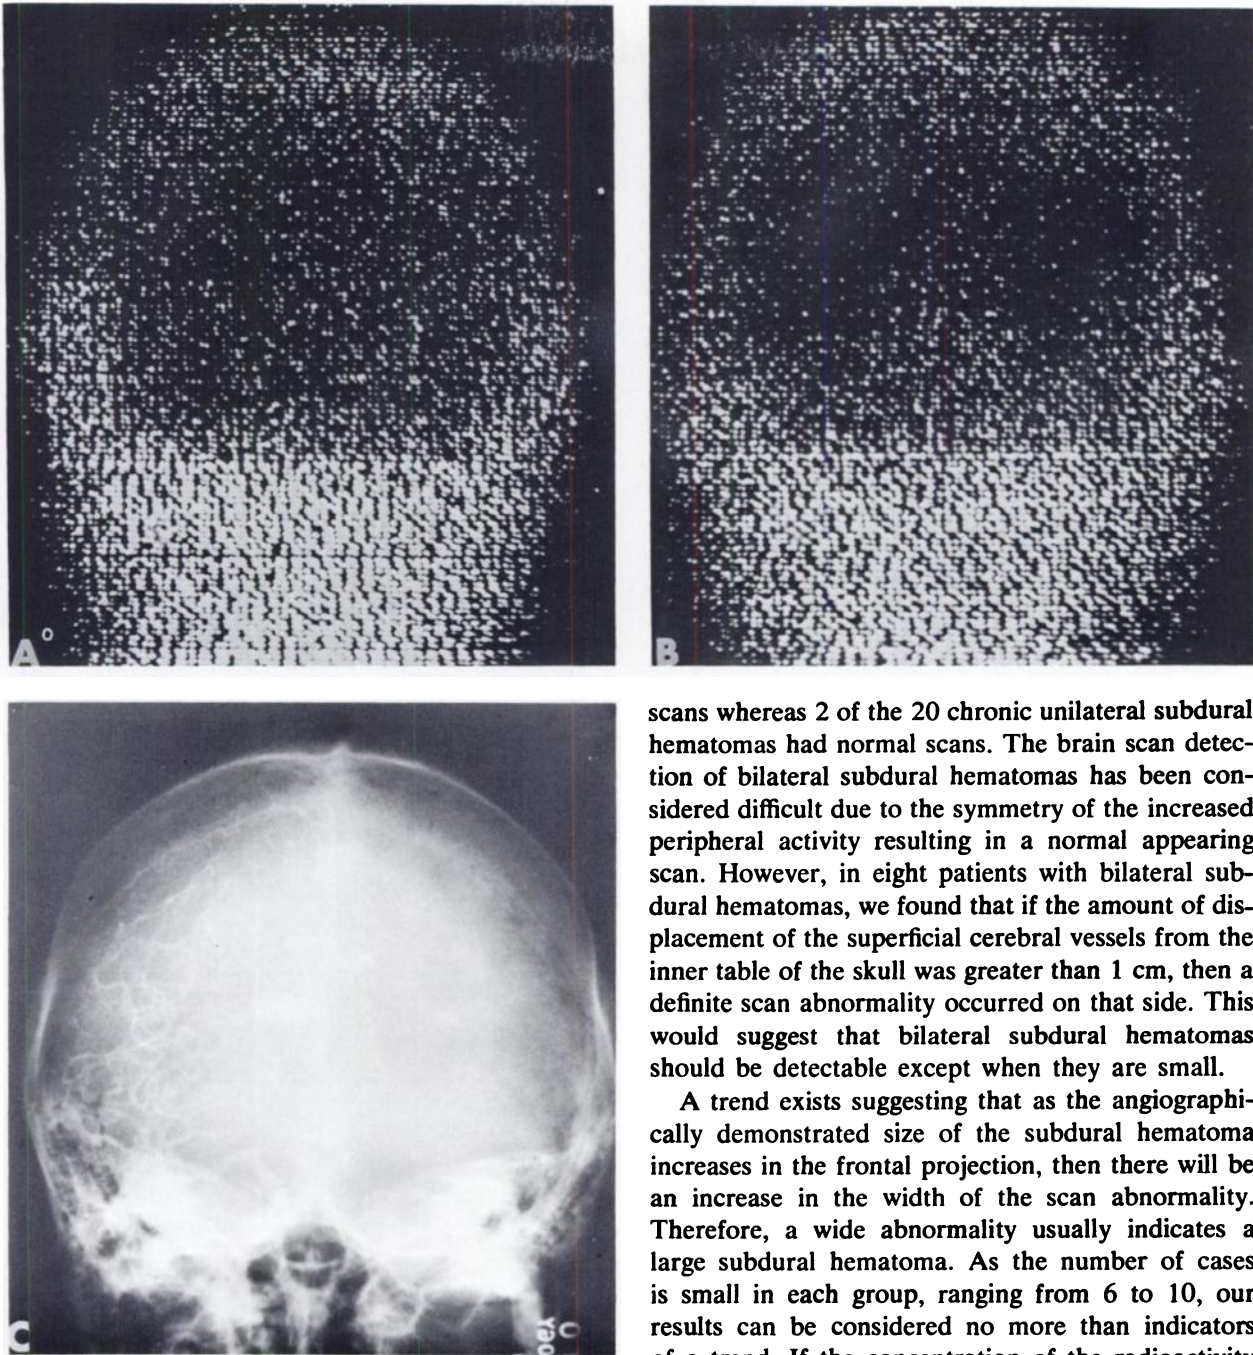 A
B
C
scans whereas 2 of the 20 chronic unilateral subdural
hematomas had normal scans. The brain scan detec-
tion of bilateral subdural hematomas has been con-
sidered difficult due to the symmetry of the increased
peripheral activity resulting in a normal appearing
scan. However, in eight patients with bilateral sub-
dural hematomas, we found that if the amount of dis-
placement of the superficial cerebral vessels from the
inner table of the skull was greater than 1 cm, then a
definite scan abnormality occurred on that side. This
would suggest that bilateral subdural hematomas
should be detectable except when they are small.
A trend exists suggesting that as the angiographi-
cally demonstrated size of the subdural hematoma
increases in the frontal projection, then there will be
an increase in the width of the scan abnormality.
Therefore, a wide abnormality usually indicates a
large subdural hematoma. As the number of cases
is small in each group, ranging from 6 to 10, our
results can be considered no more than indicators
of a trend. If the concentration of the radioactivity